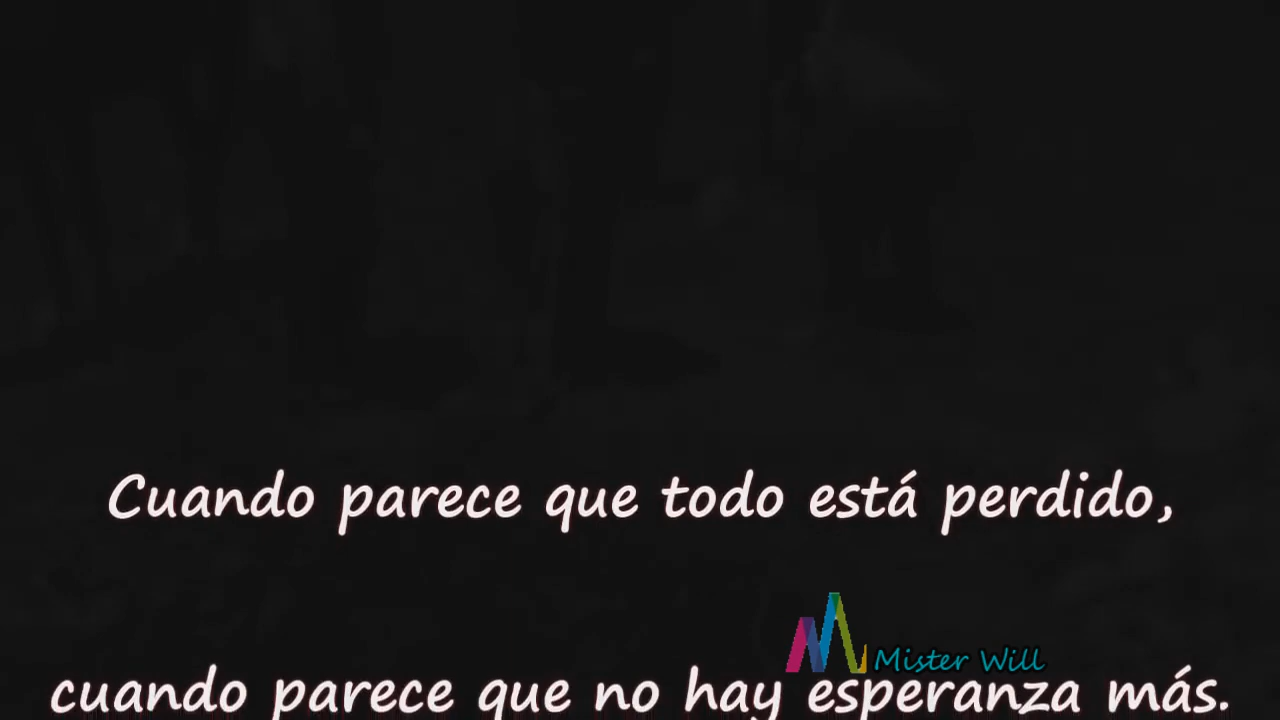 Cuando parece que todo está perdido,
Mister Will
cuando parece que no hay esperanza más.